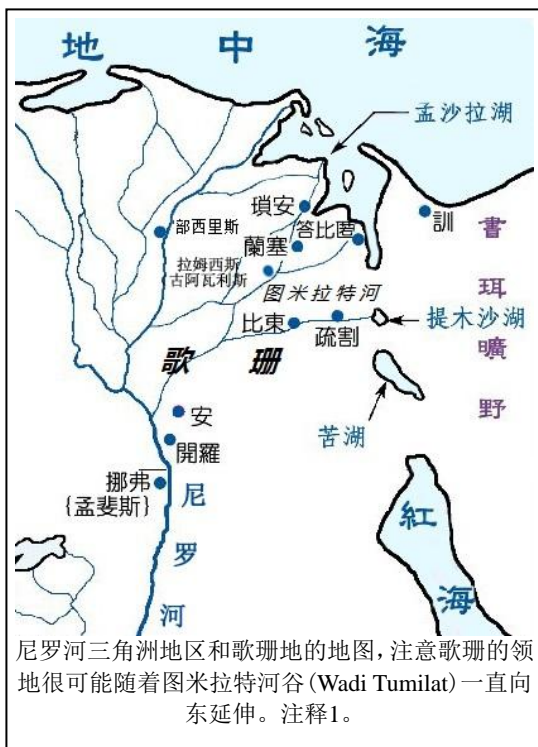 地中海
孟沙拉湖
瑣安
部西里斯
蘭塞
答比匿
訓
書珥曠野
拉姆西斯
古阿瓦利斯
图米拉特河
比東
疏割
提木沙湖
歌珊
苦湖
安
開羅
挪弗
{孟斐斯}
尼罗河
紅海
尼罗河三角洲地区和歌珊地的地图,注意歌珊的领
地很可能随着图米拉特河谷(Wadi Tumilat)一直向
东延伸。注释1。